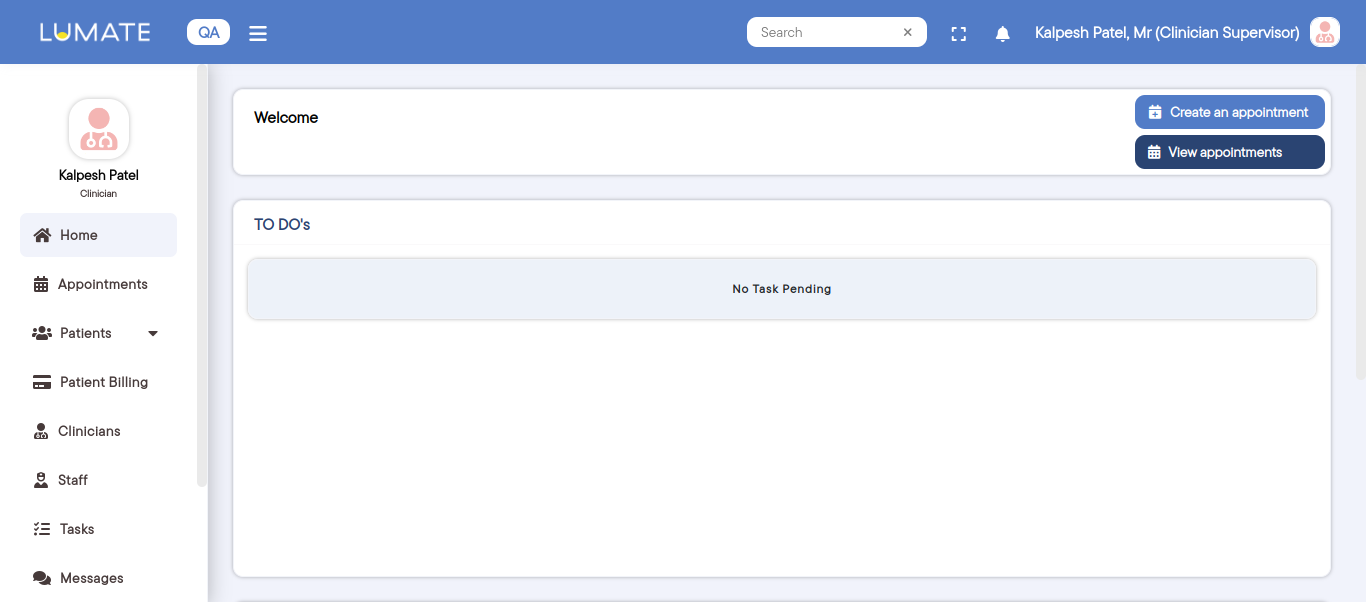 LUMATE
QA
Search
Kalpesh Patel, Mr (Clinician Supervisor)
Kalpesh Patel
Clinician
Home
Appointments
Patients
Patient Billing
Clinicians
Staff
Tasks
Messages
Welcome
Create an appointment
View appointments
TO DO's
No Task Pending